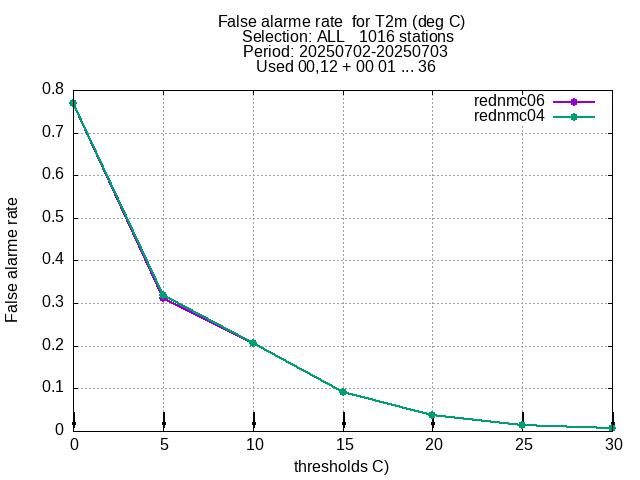 False alarme rate  for T2m (deg C)
Selection: ALL   1016 stations
Period: 20250702-20250703
Used 00,12 + 00 01 ... 36
rednmc06
rednmc04
0.8
0.7
0.6
0.5
0.4
0.3
0.2
0.1
0
False alarme rate
0 5 10 15 20 25 30
thresholds C)